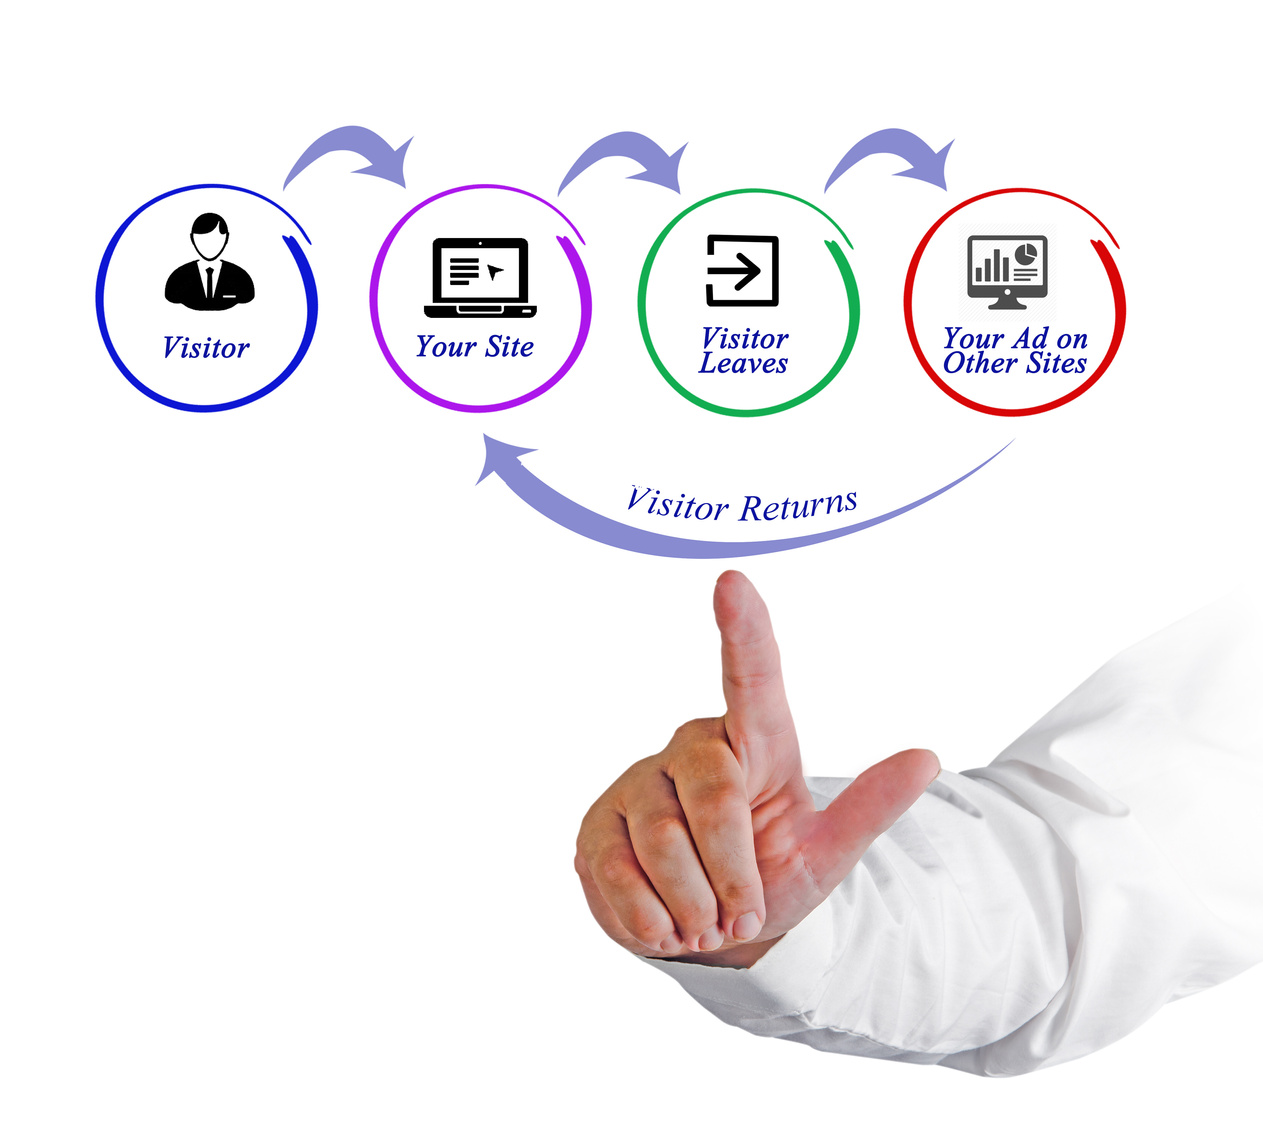 Visitor
Your Site
Visitor
Leaves
Your Ad on
Other Sites
Visitor Returns